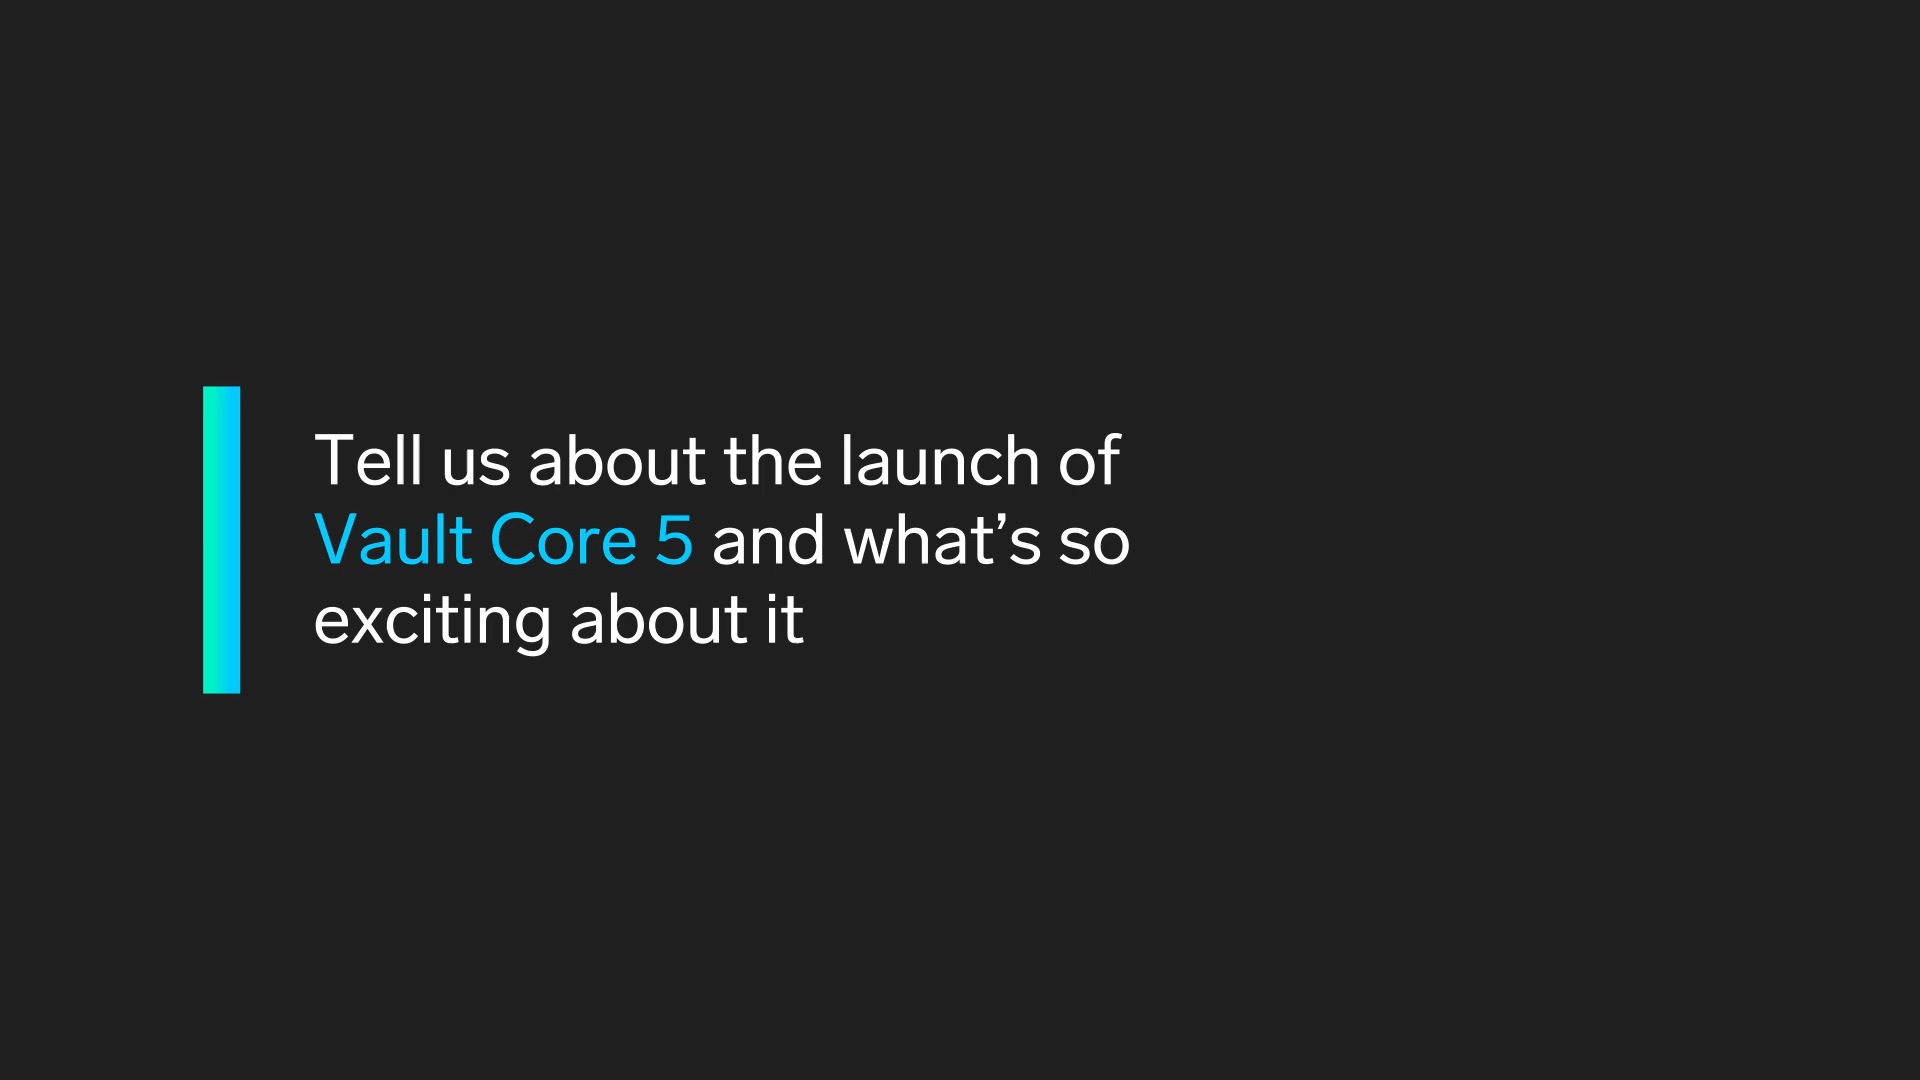 Tell us about the launch of
Vault Core 5 and what’s so
exciting about it